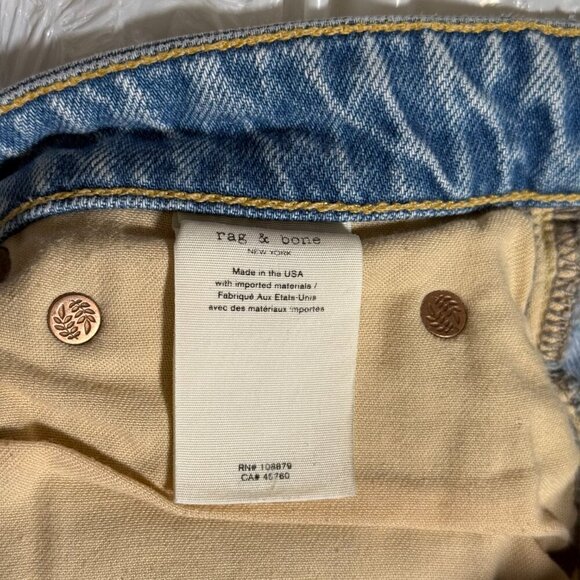 rag & bone
NEW YORK
Made in the USA
with imported materials /
Fabriqué Aux Etats-Unis
avec des matériaux importés
RN# 108879
CA# 45760